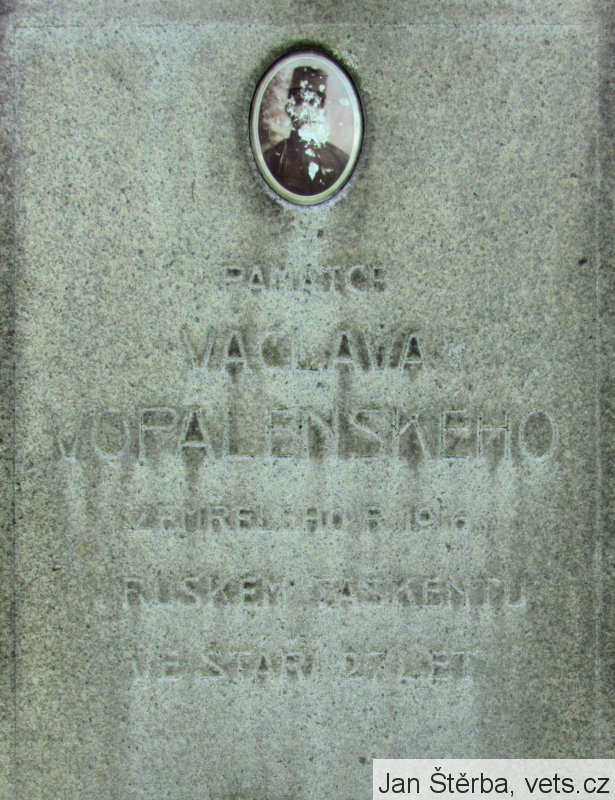 PAMÁTCE
VÁCLAVA
VOPALENSKÉHO
ZEMŘELÉHO R. 1916
RUSKÉM TAŠKENTU
VE STÁŘÍ 27 LET
Jan Štěrba, vets.cz